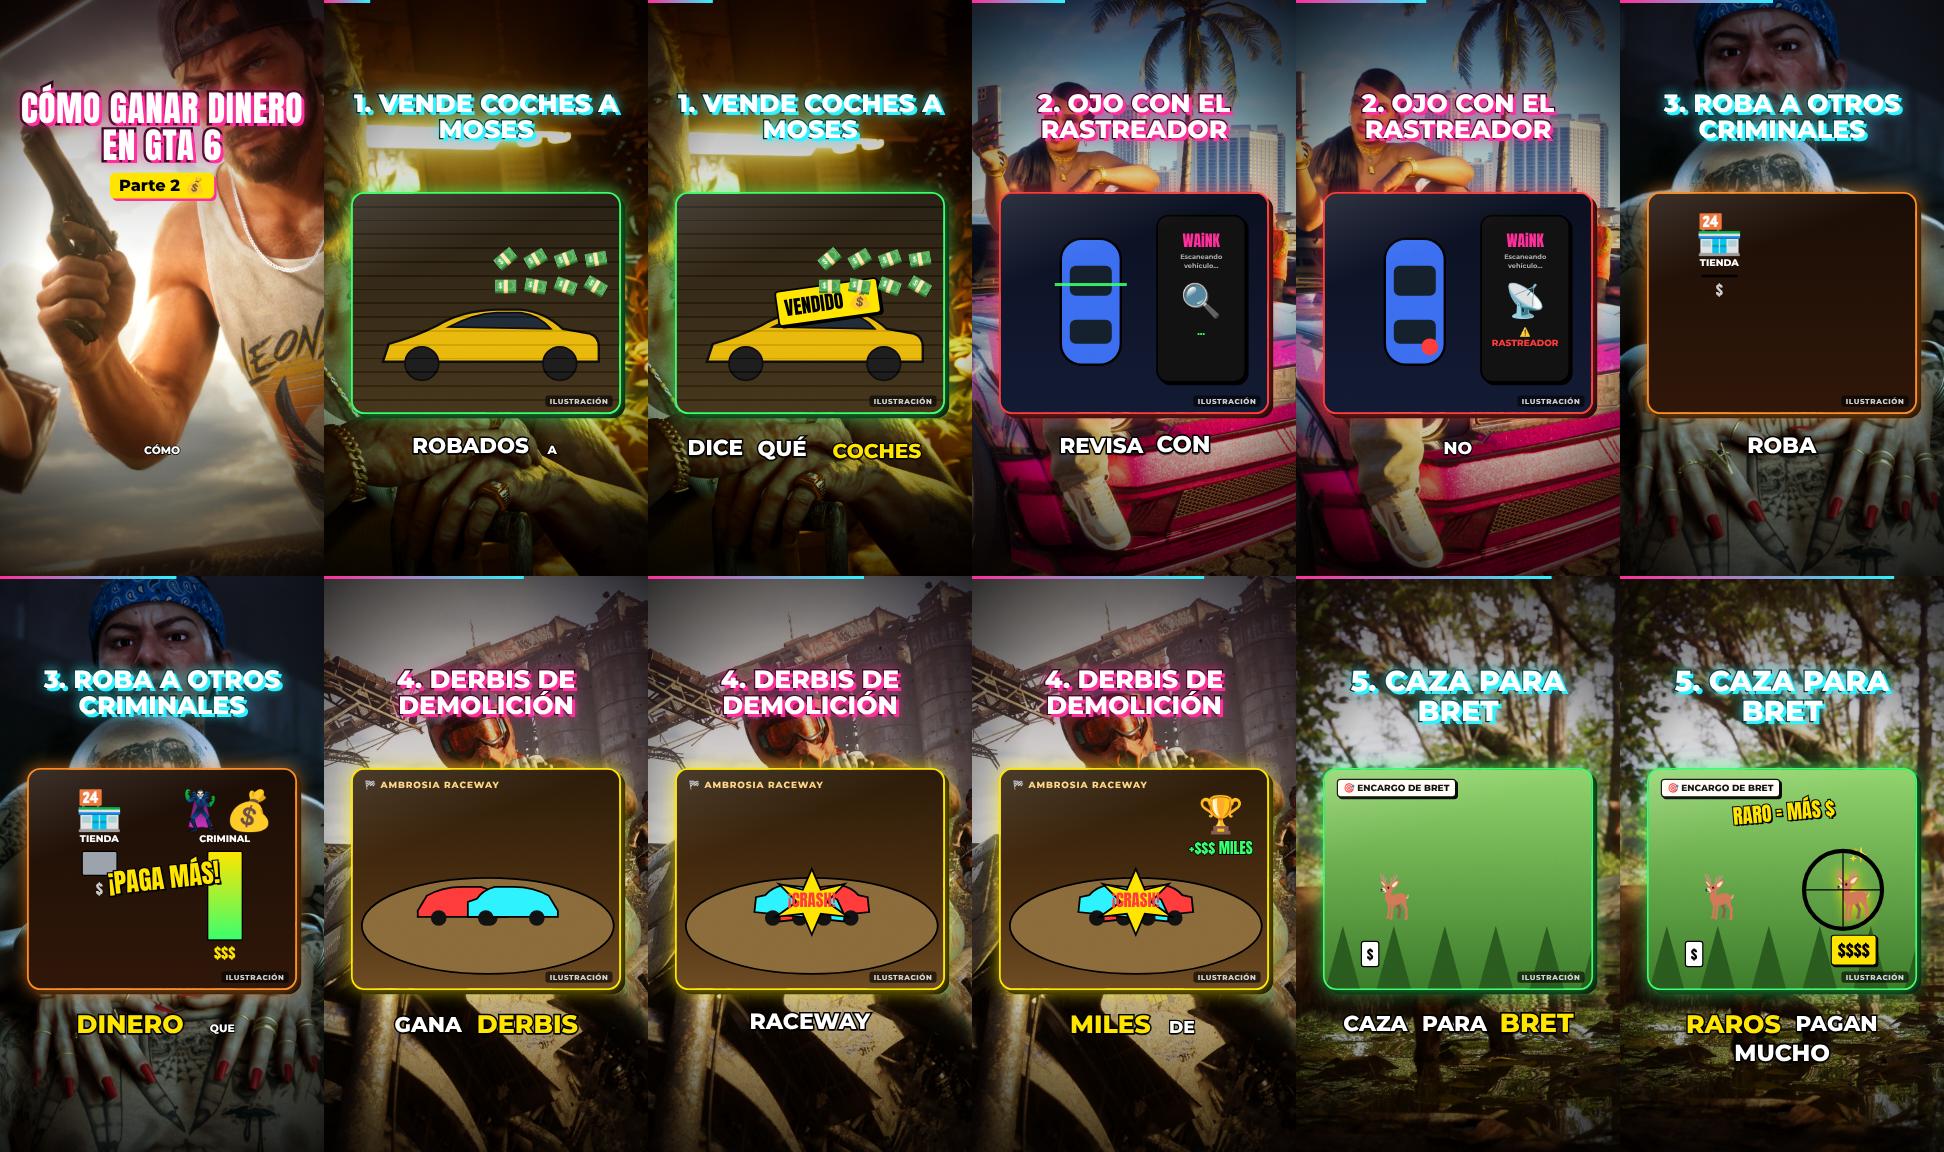 CÓMO GANAR DINERO
EN GTA 6
Parte 2
CÓMO
1. VENDE COCHES A
MOSES
ILUSTRACIÓN
ROBADOS A
1. VENDE COCHES A
MOSES
VENDIDO
ILUSTRACIÓN
DICE QUÉ COCHES
2. OJO CON EL
RASTREADOR
WAiNK
Escaneando
vehículo...
...
ILUSTRACIÓN
REVISA CON
2. OJO CON EL
RASTREADOR
WAiNK
Escaneando
vehículo...
RASTREADOR
ILUSTRACIÓN
NO
3. ROBA A OTROS
CRIMINALES
24
TIENDA
$
ILUSTRACIÓN
ROBA
3. ROBA A OTROS
CRIMINALES
24
TIENDA
CRIMINAL
¡PAGA MÁS!
$
$$$
ILUSTRACIÓN
DINERO QUE
4. DERBIS DE
DEMOLICIÓN
AMBROSIA RACEWAY
ILUSTRACIÓN
GANA DERBIS
4. DERBIS DE
DEMOLICIÓN
AMBROSIA RACEWAY
¡CRASH!
ILUSTRACIÓN
RACEWAY
4. DERBIS DE
DEMOLICIÓN
AMBROSIA RACEWAY
+$$$ MILES
¡CRASH!
ILUSTRACIÓN
MILES DE
5. CAZA PARA
BRET
ENCARGO DE BRET
$
ILUSTRACIÓN
CAZA PARA BRET
5. CAZA PARA
BRET
ENCARGO DE BRET
RARO = MÁS $
$
$$$$
ILUSTRACIÓN
RAROS PAGAN
MUCHO